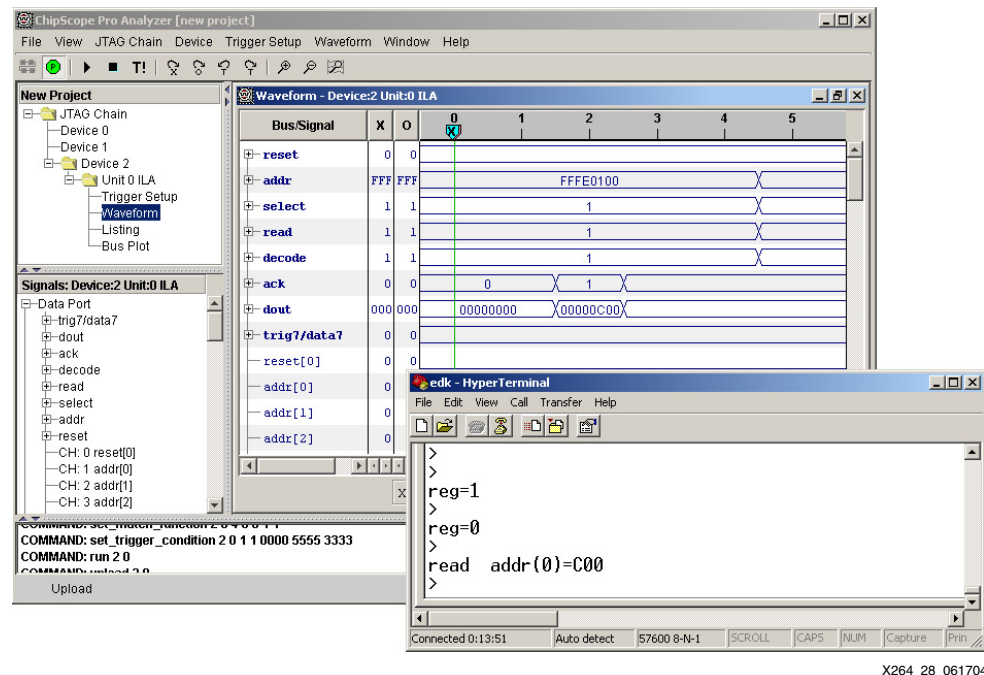 ChipScope Pro Analyzer [new project]
File View JTAG Chain Device Trigger Setup Waveform Window Help
T!
New Project
JTAG Chain
Device 0
Device 1
Device 2
Unit 0 ILA
Trigger Setup
Waveform
Listing
Bus Plot
Signals: Device:2 Unit:0 ILA
Data Port
trig7/data7
dout
ack
decode
read
select
addr
reset
CH: 0 reset[0]
CH: 1 addr[0]
CH: 2 addr[1]
CH: 3 addr[2]
Waveform - Device:2 Unit:0 ILA
Bus/Signal X O 0 1 2 3 4 5
X
reset 0 0
addr FFF FFF FFFE0100
select 1 1 1
read 1 1 1
decode 1 1 1
ack 0 0 0 1
dout 000 000 00000000 00000C00
trig7/data7 0 0
reset[0] 0 0
addr[0] 0
addr[1] 0
addr[2] 0
X
COMMAND: set_match_function 2 0
COMMAND: set_trigger_condition 2 0 1 1 0000 5555 3333
COMMAND: run 2 0
COMMAND: upload 2 0
Upload
edk - HyperTerminal
File Edit View Call Transfer Help
>
>
reg=1
>
reg=0
>
read addr(0)=C00
>
Connected 0:13:51 Auto detect 57600 8-N-1 SCROLL CAPS NUM Capture Prin
X264_28_061704